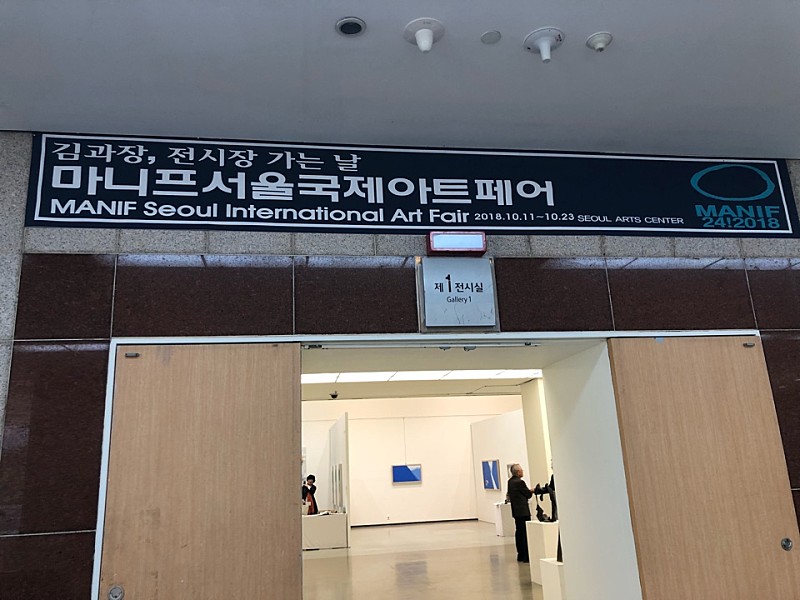 김과장, 전시장 가는 날
마니프서울국제아트페어
MANIF Seoul International Art Fair 2018.10.11~10.23 SEOUL ARTS CENTER
MANIF
24!2018
제1전시실
Gallery 1